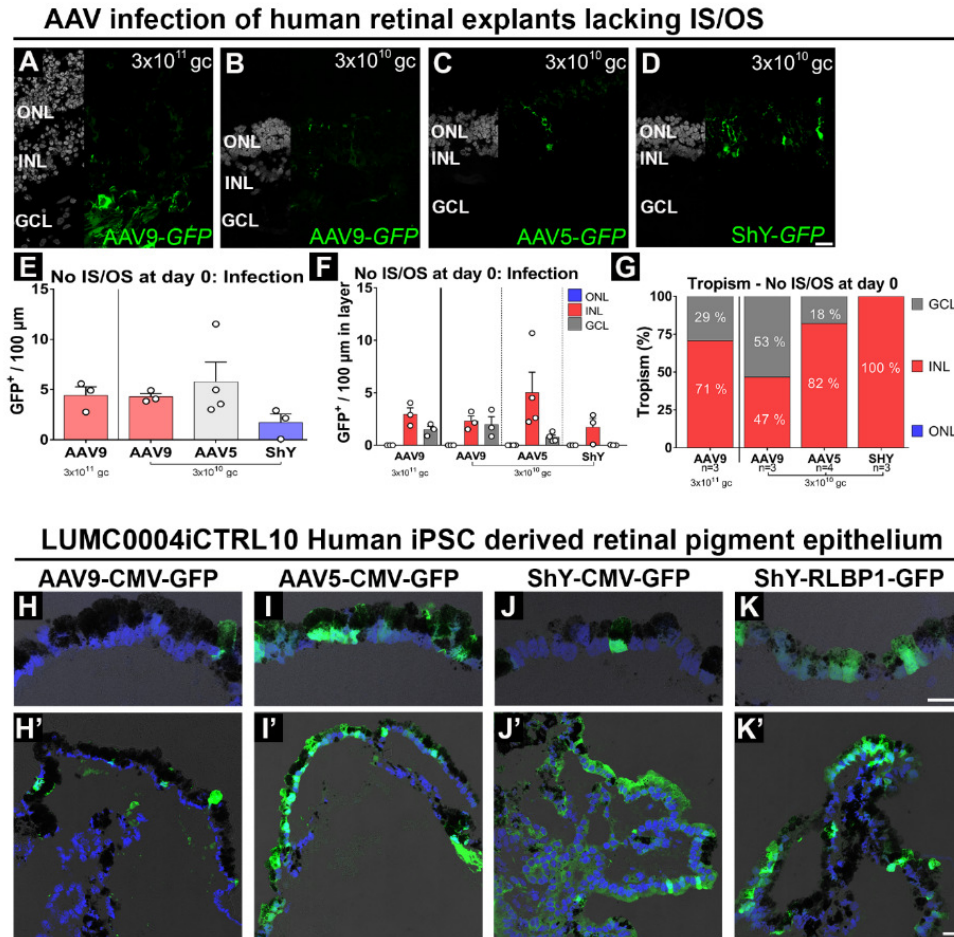 AAV infection of human retinal explants lacking IS/OS
A
3x10¹¹ gc
ONL
INL
GCL
AAV9-GFP
B
3x10¹⁰ gc
ONL
INL
GCL
AAV9-GFP
C
3x10¹⁰ gc
ONL
INL
GCL
AAV5-GFP
D
3x10¹⁰ gc
ONL
INL
GCL
ShY-GFP
E
No IS/OS at day 0: Infection
GFP⁺ / 100 µm
15
10
5
0
AAV9 AAV9 AAV5 ShY
3x10¹¹ gc 3x10¹⁰ gc
F
No IS/OS at day 0: Infection
GFP⁺ / 100 µm in layer
15
10
5
0
ONL
INL
GCL
AAV9 AAV9 AAV5 ShY
3x10¹¹ gc 3x10¹⁰ gc
G
Tropism - No IS/OS at day 0
Tropism (%)
100
75
50
25
0
29 % 53 % 18 % 100 %
71 % 47 % 82 %
GCL
INL
ONL
AAV9 AAV9 AAV5 SHY
n=3 n=3 n=4 n=3
3x10¹¹ gc 3x10¹⁰ gc
LUMC0004iCTRL10 Human iPSC derived retinal pigment epithelium
AAV9-CMV-GFP AAV5-CMV-GFP ShY-CMV-GFP ShY-RLBP1-GFP
H I J K
H' I' J' K'